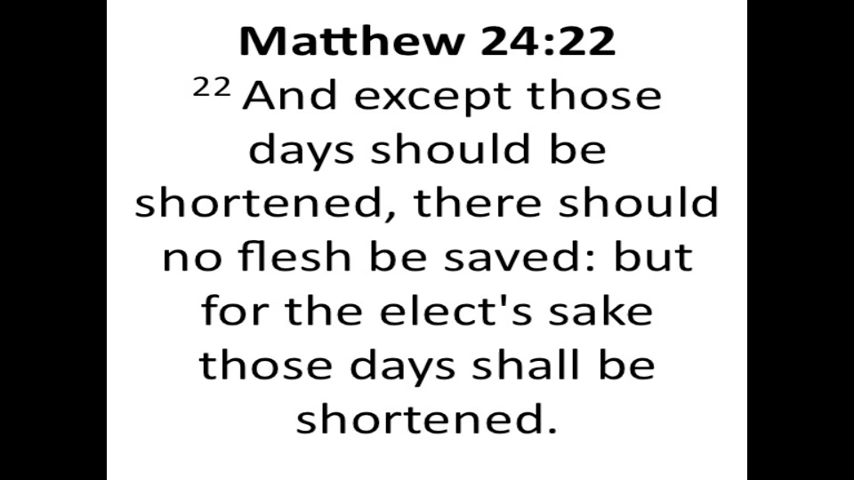 Matthew 24:22
22 And except those
days should be
shortened, there should
no flesh be saved: but
for the elect's sake
those days shall be
shortened.